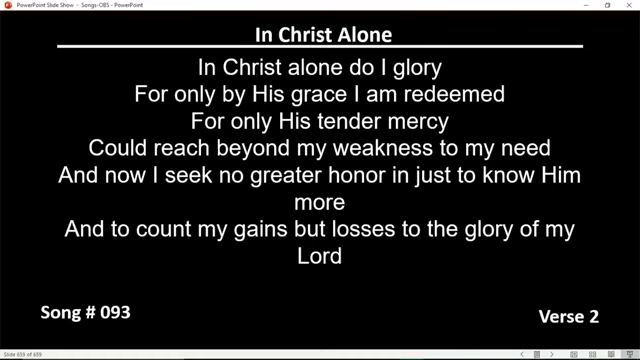 PowerPoint Slide Show - Songs-OBS - PowerPoint
In Christ Alone
In Christ alone do I glory
For only by His grace I am redeemed
For only His tender mercy
Could reach beyond my weakness to my need
And now I seek no greater honor in just to know Him
more
And to count my gains but losses to the glory of my
Lord
Song # 093
Verse 2
Slide 659 of 659